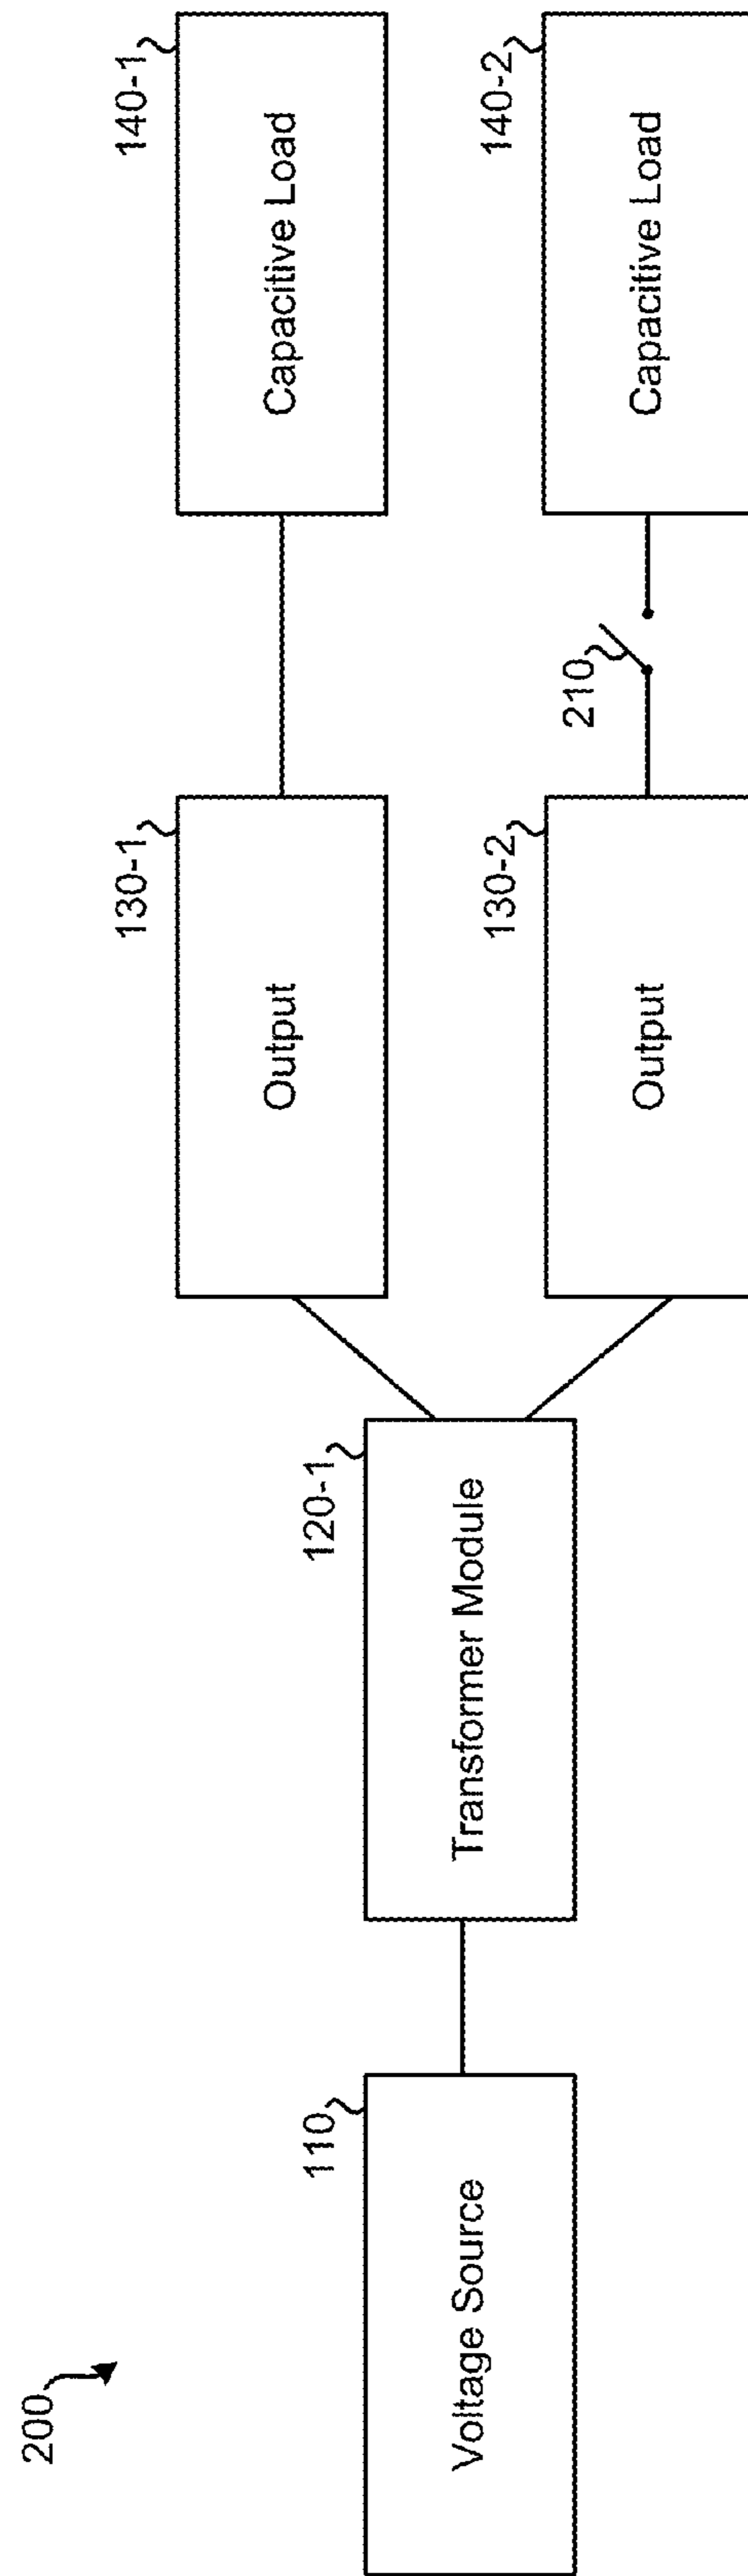 200
110
Voltage Source
120-1
Transformer Module
130-1
Output
140-1
Capacitive Load
130-2
Output
210
140-2
Capacitive Load